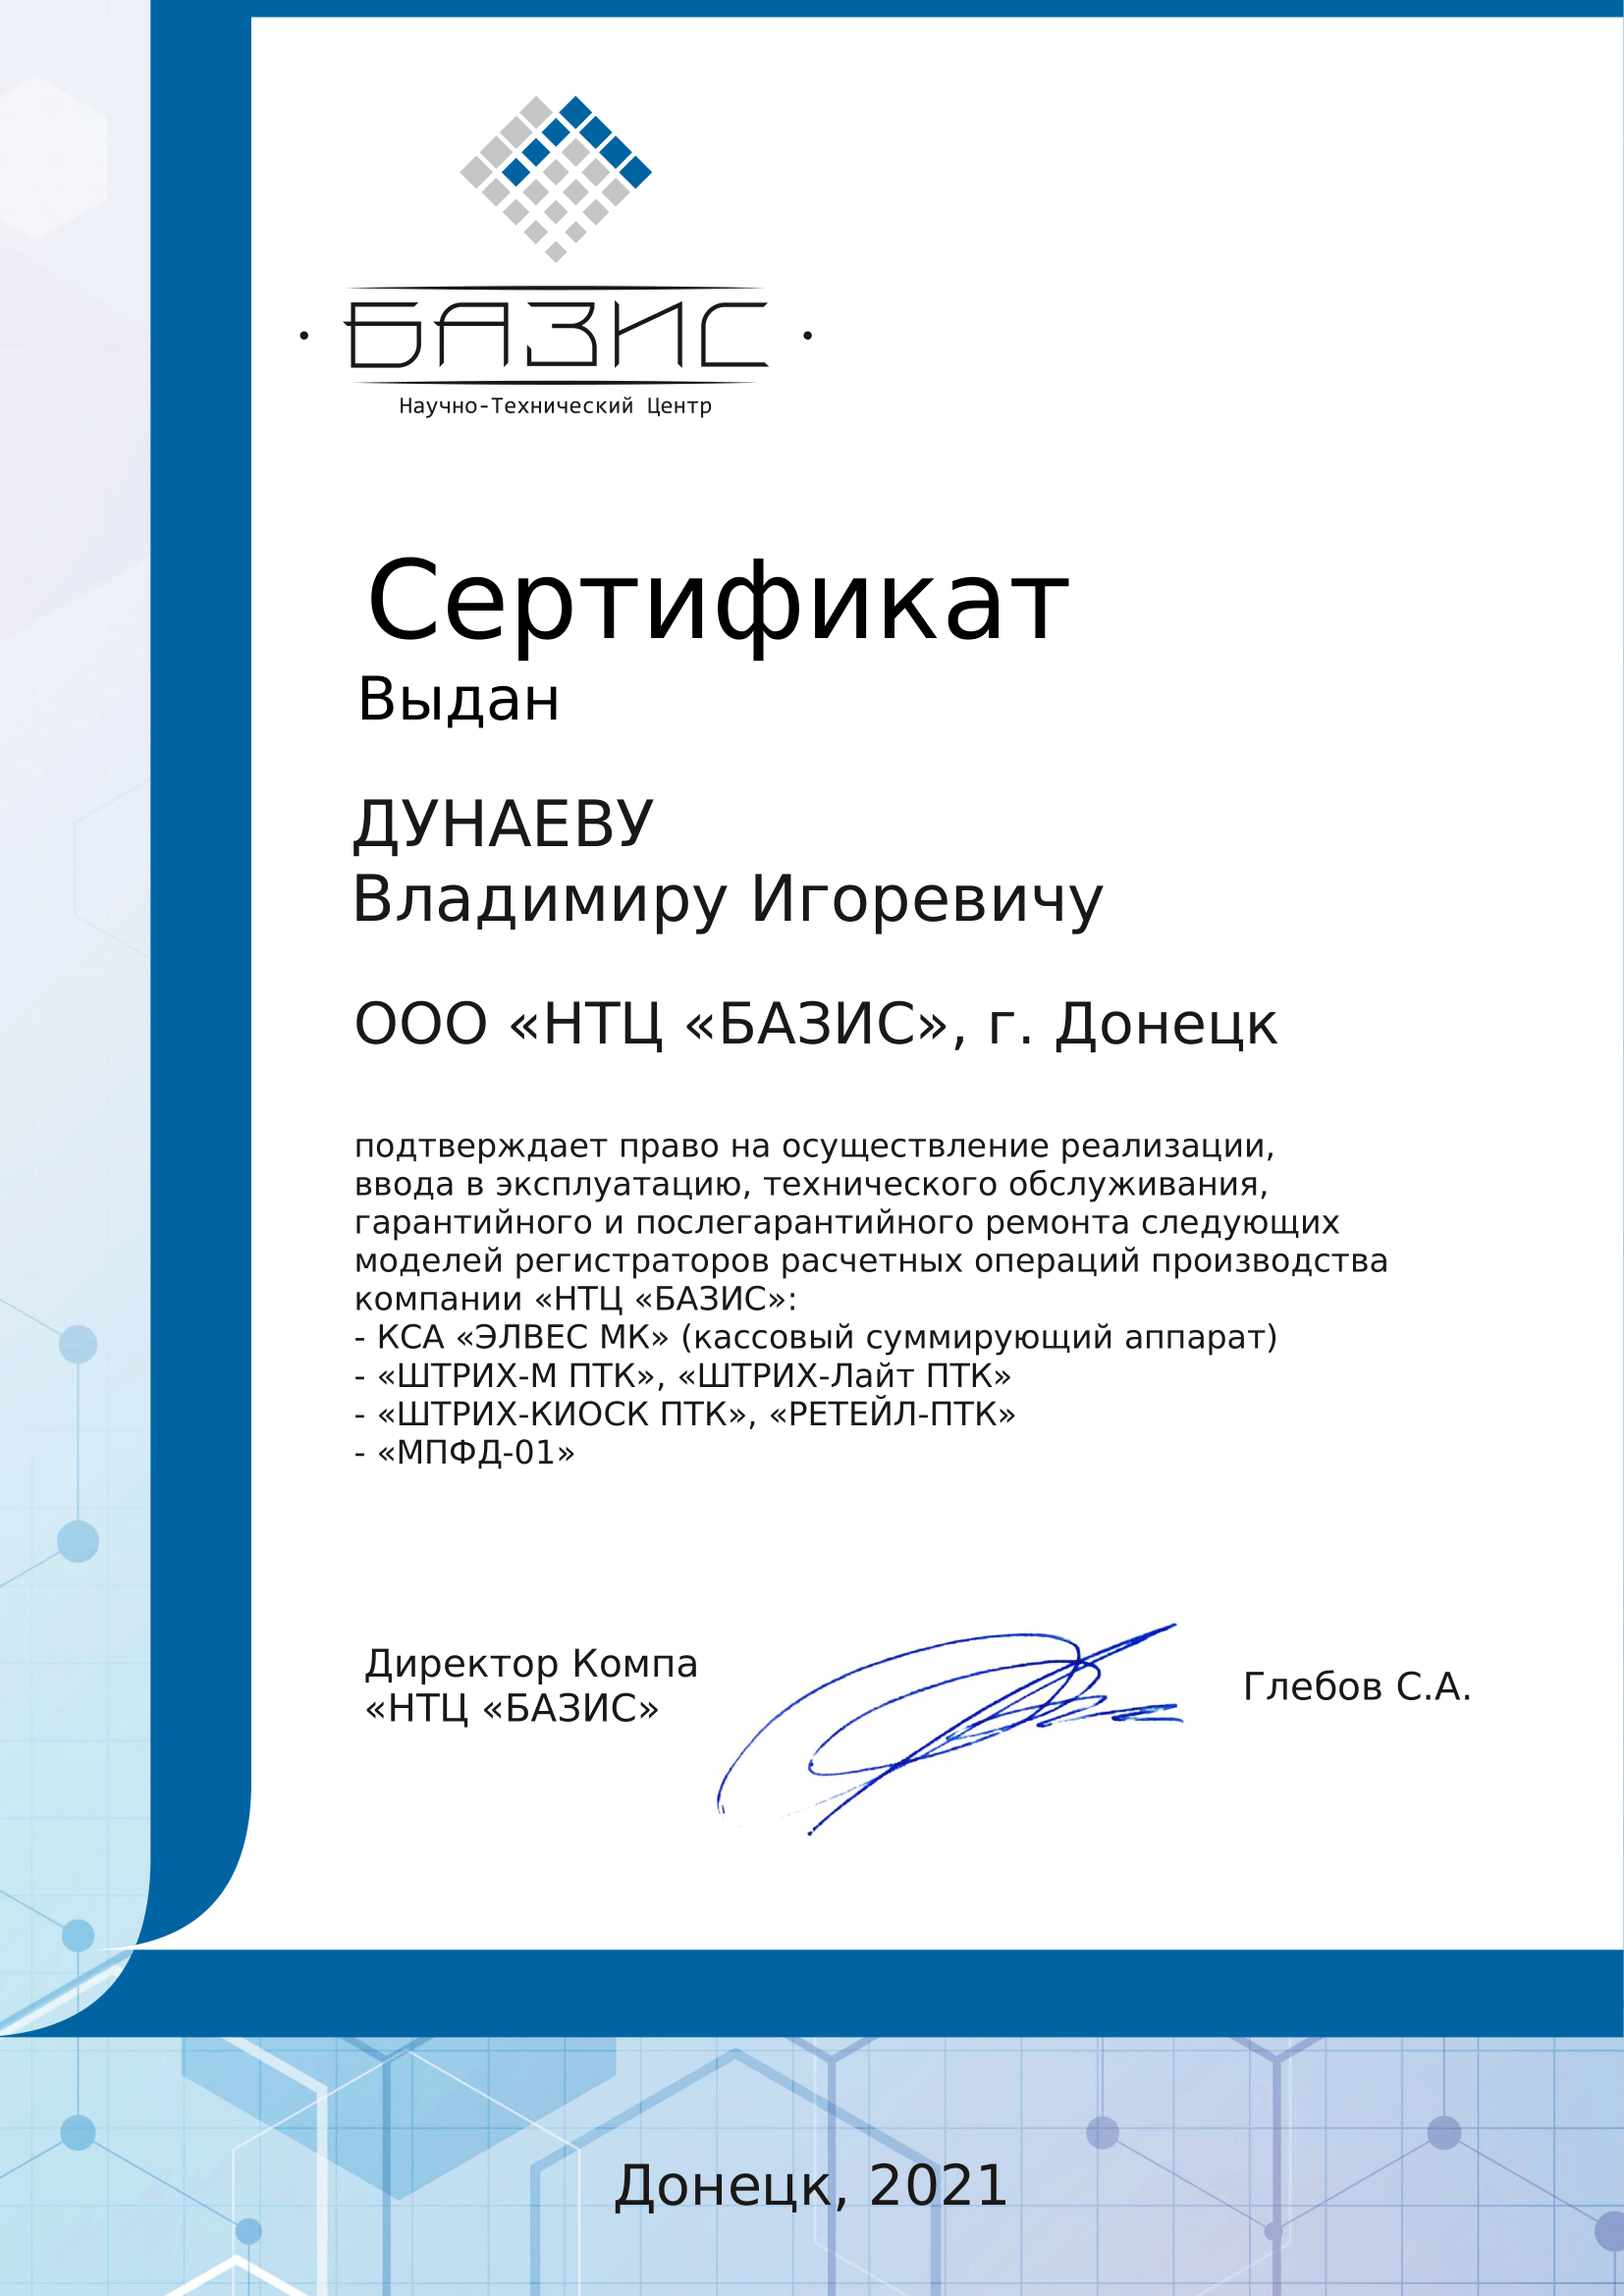 БАЗИС
Научно-Технический Центр
Сертификат
Выдан
ДУНАЕВУ
Владимиру Игоревичу
ООО «НТЦ «БАЗИС», г. Донецк
подтверждает право на осуществление реализации,
ввода в эксплуатацию, технического обслуживания,
гарантийного и послегарантийного ремонта следующих
моделей регистраторов расчетных операций производства
компании «НТЦ «БАЗИС»:
- КСА «ЭЛВЕС МК» (кассовый суммирующий аппарат)
- «ШТРИХ-М ПТК», «ШТРИХ-Лайт ПТК»
- «ШТРИХ-КИОСК ПТК», «РЕТЕЙЛ-ПТК»
- «МПФД-01»
Директор Компа
«НТЦ «БАЗИС»
Глебов С.А.
Донецк, 2021